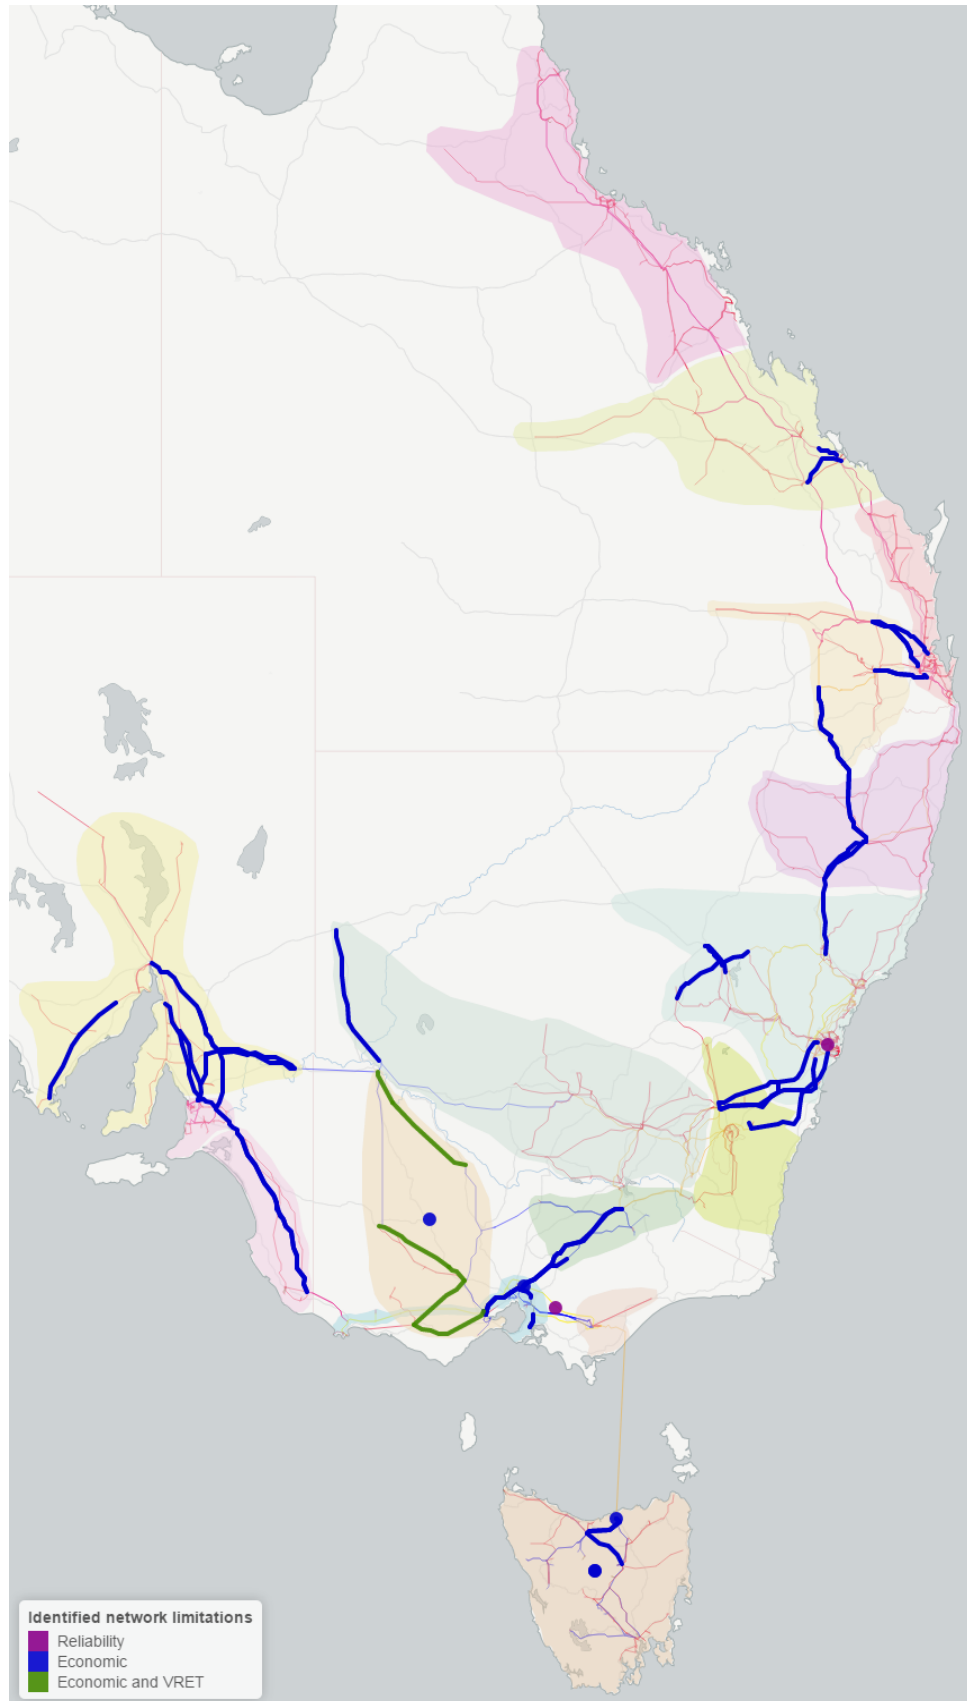 Identified network limitations
Reliability
Economic
Economic and VRET